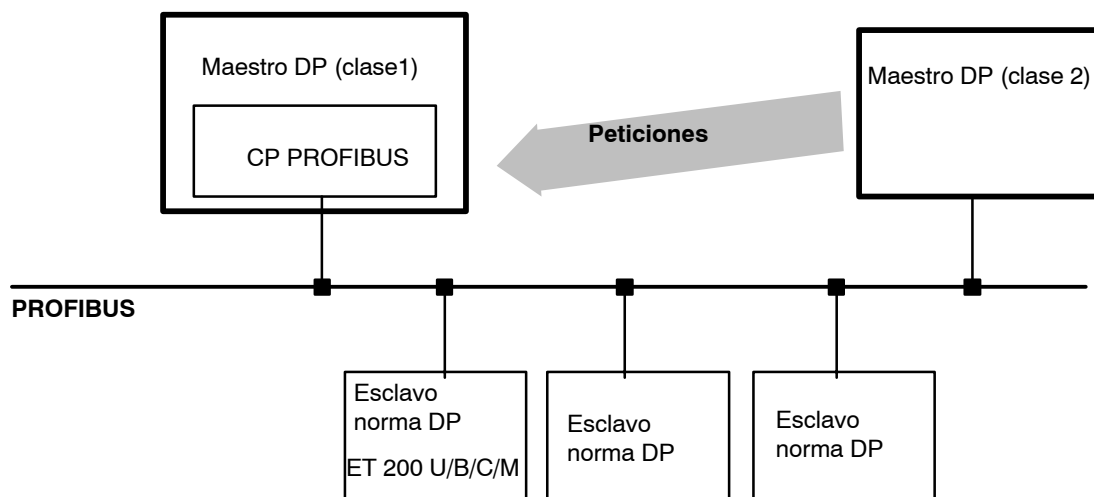 Maestro DP (clase1)
CP PROFIBUS
Peticiones
Maestro DP (clase 2)
PROFIBUS
Esclavo
norma DP
ET 200 U/B/C/M
Esclavo
norma DP
Esclavo
norma DP